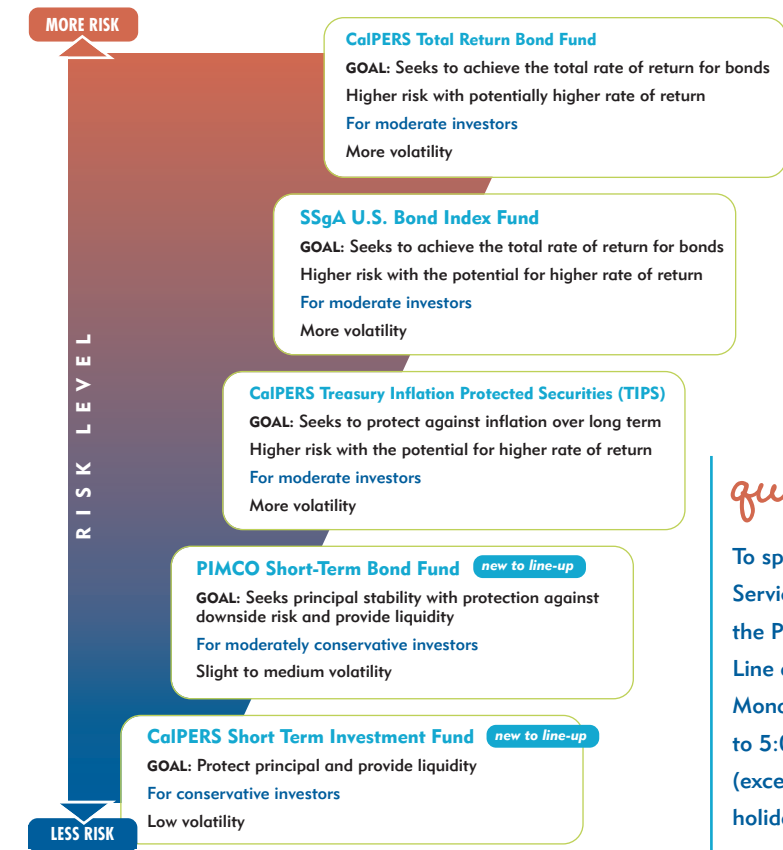 MORE RISK
CalPERS Total Return Bond Fund
GOAL: Seeks to achieve the total rate of return for bonds
Higher risk with potentially higher rate of return
For moderate investors
More volatility
SSgA U.S. Bond Index Fund
GOAL: Seeks to achieve the total rate of return for bonds
Higher risk with the potential for higher rate of return
For moderate investors
More volatility
RISK LEVEL
CalPERS Treasury Inflation Protected Securities (TIPS)
GOAL: Seeks to protect against inflation over long term
Higher risk with the potential for higher rate of return
For moderate investors
More volatility
PIMCO Short-Term Bond Fund new to line-up
GOAL: Seeks principal stability with protection against
downside risk and provide liquidity
For moderately conservative investors
Slight to medium volatility
CalPERS Short Term Investment Fund new to line-up
GOAL: Protect principal and provide liquidity
For conservative investors
Low volatility
LESS RISK
To sp
Servi
the P
Line
Mond
to 5:0
(exce
holid